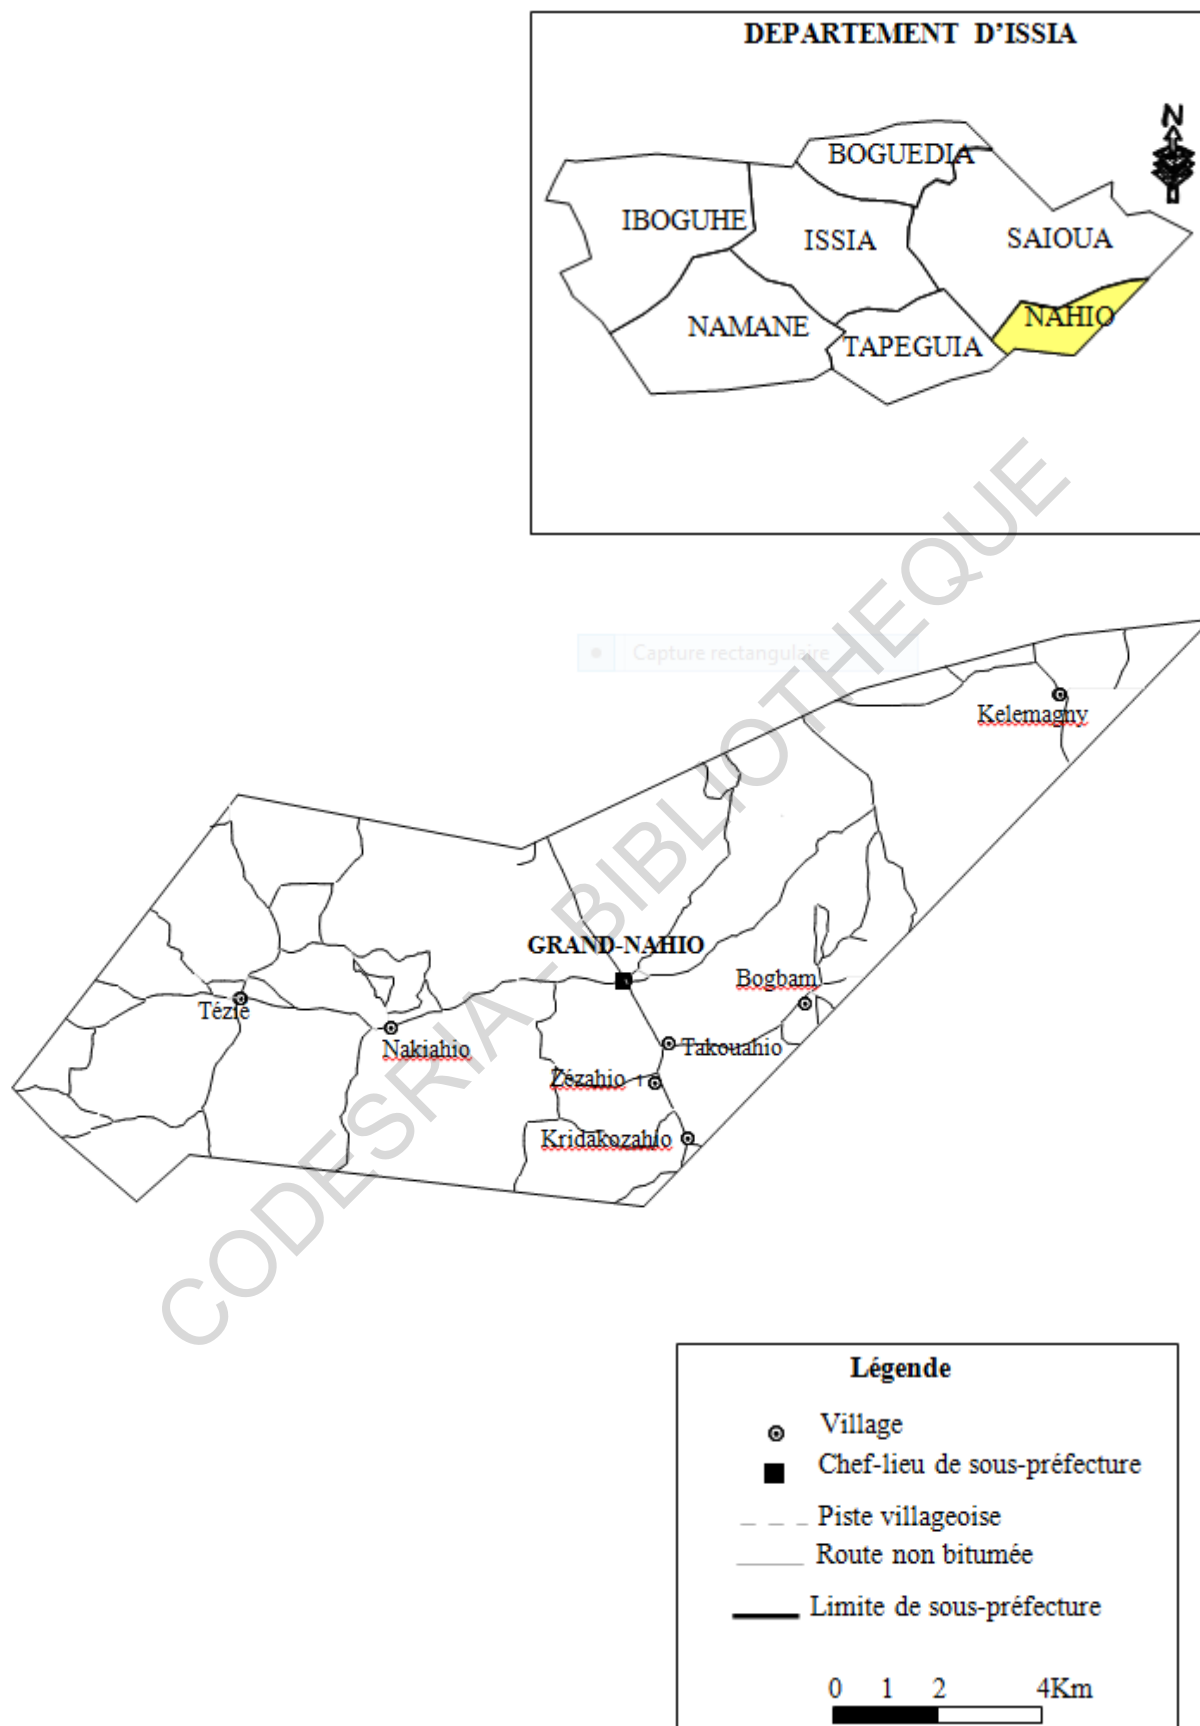 DEPARTEMENT D'ISSIA
N
BOGUEDIA
IBOGUHE
ISSIA
SAIOUA
NAMANE
NAHIO
TAPEGUIA
Capture rectangulaire
Kelemagny
GRAND-NAHIO
Bogbam
Tézie
Nakiahio
Takouahio
Zézahio 1
Kridakozahio
CODESRIA - BIBLIOTHEQUE
Légende
Village
Chef-lieu de sous-préfecture
Piste villageoise
Route non bitumée
Limite de sous-préfecture
0 1 2 4Km